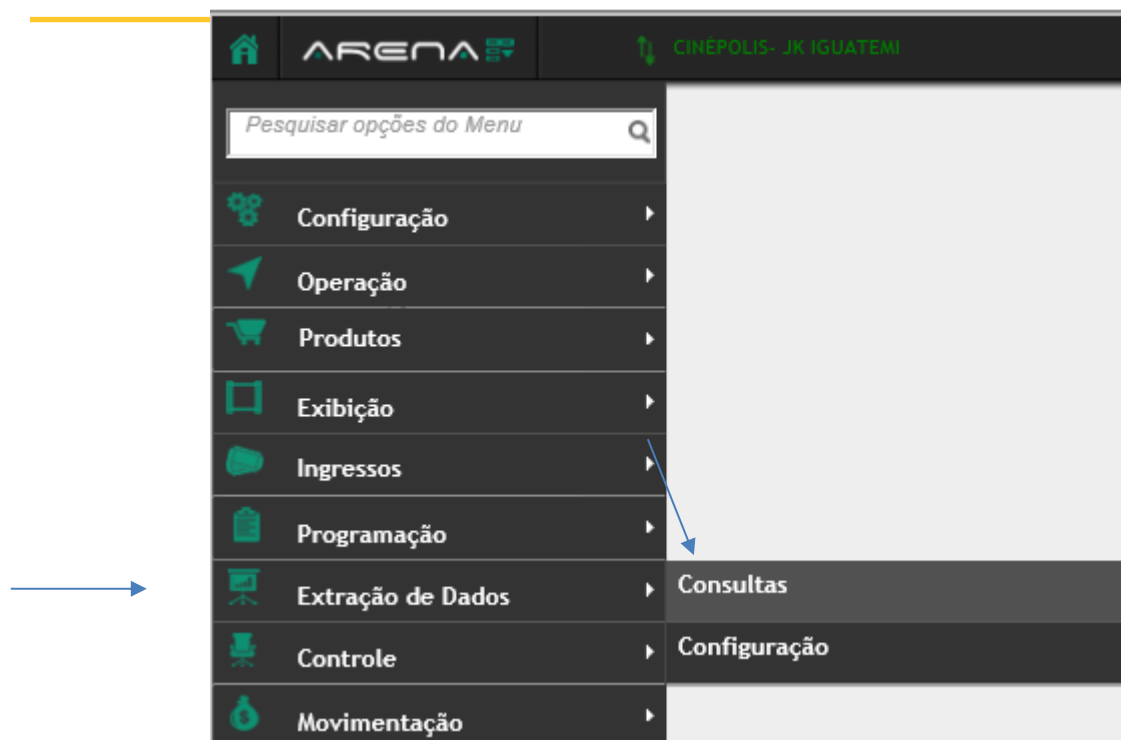 ARENA
CINÉPOLIS- JK IGUATEMI
Pesquisar opções do Menu
Configuração
Operação
Produtos
Exibição
Ingressos
Programação
Extração de Dados
Consultas
Controle
Configuração
Movimentação